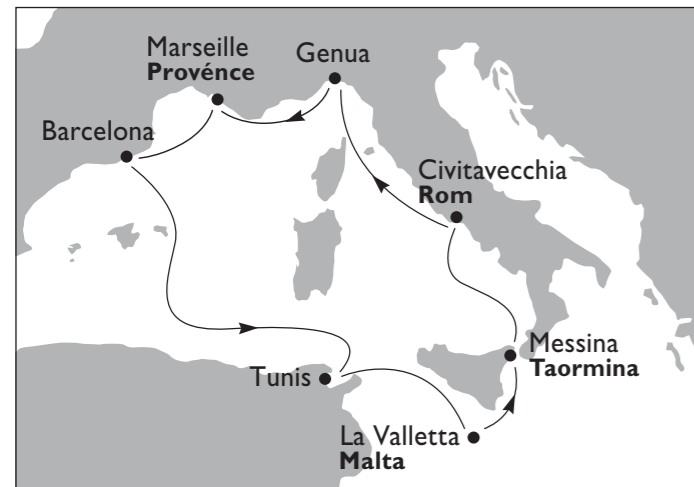 Marseille
Provénce
Genua
Barcelona
Civitavecchia
Rom
Messina
Taormina
Tunis
La Valletta
Malta